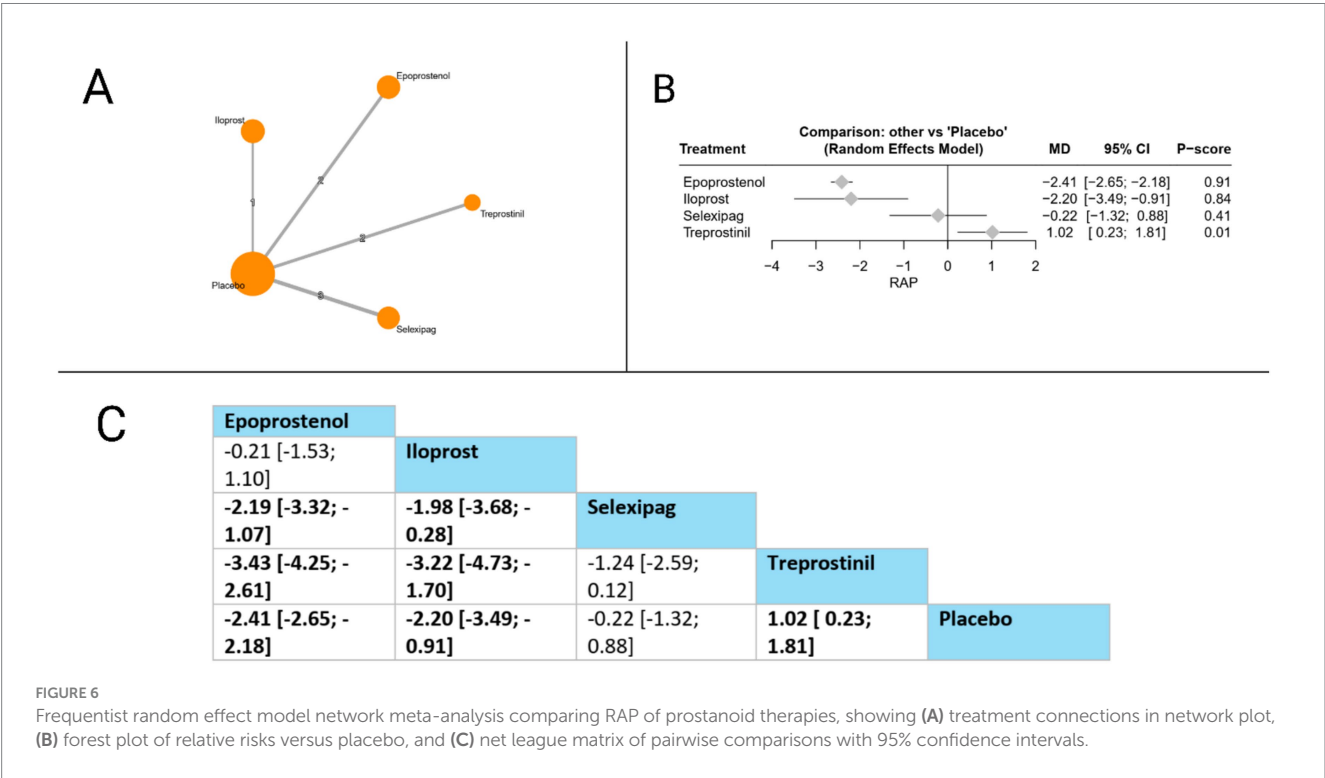 A
Epoprostenol
Iloprost
Treprostinil
Placebo
Selexipag
B
Comparison: other vs 'Placebo'
Treatment (Random Effects Model) MD 95% CI P−score
Epoprostenol −2.41 [−2.65; −2.18] 0.91
Iloprost −2.20 [−3.49; −0.91] 0.84
Selexipag −0.22 [−1.32; 0.88] 0.41
Treprostinil 1.02 [ 0.23; 1.81] 0.01
−4 −3 −2 −1 0 1 2
RAP
C
Epoprostenol
-0.21 [-1.53; Iloprost
1.10]
-2.19 [-3.32; - -1.98 [-3.68; - Selexipag
1.07] 0.28]
-3.43 [-4.25; - -3.22 [-4.73; - -1.24 [-2.59; Treprostinil
2.61] 1.70] 0.12]
-2.41 [-2.65; - -2.20 [-3.49; - -0.22 [-1.32; 1.02 [ 0.23; Placebo
2.18] 0.91] 0.88] 1.81]
FIGURE 6
Frequentist random effect model network meta-analysis comparing RAP of prostanoid therapies, showing (A) treatment connections in network plot,
(B) forest plot of relative risks versus placebo, and (C) net league matrix of pairwise comparisons with 95% confidence intervals.